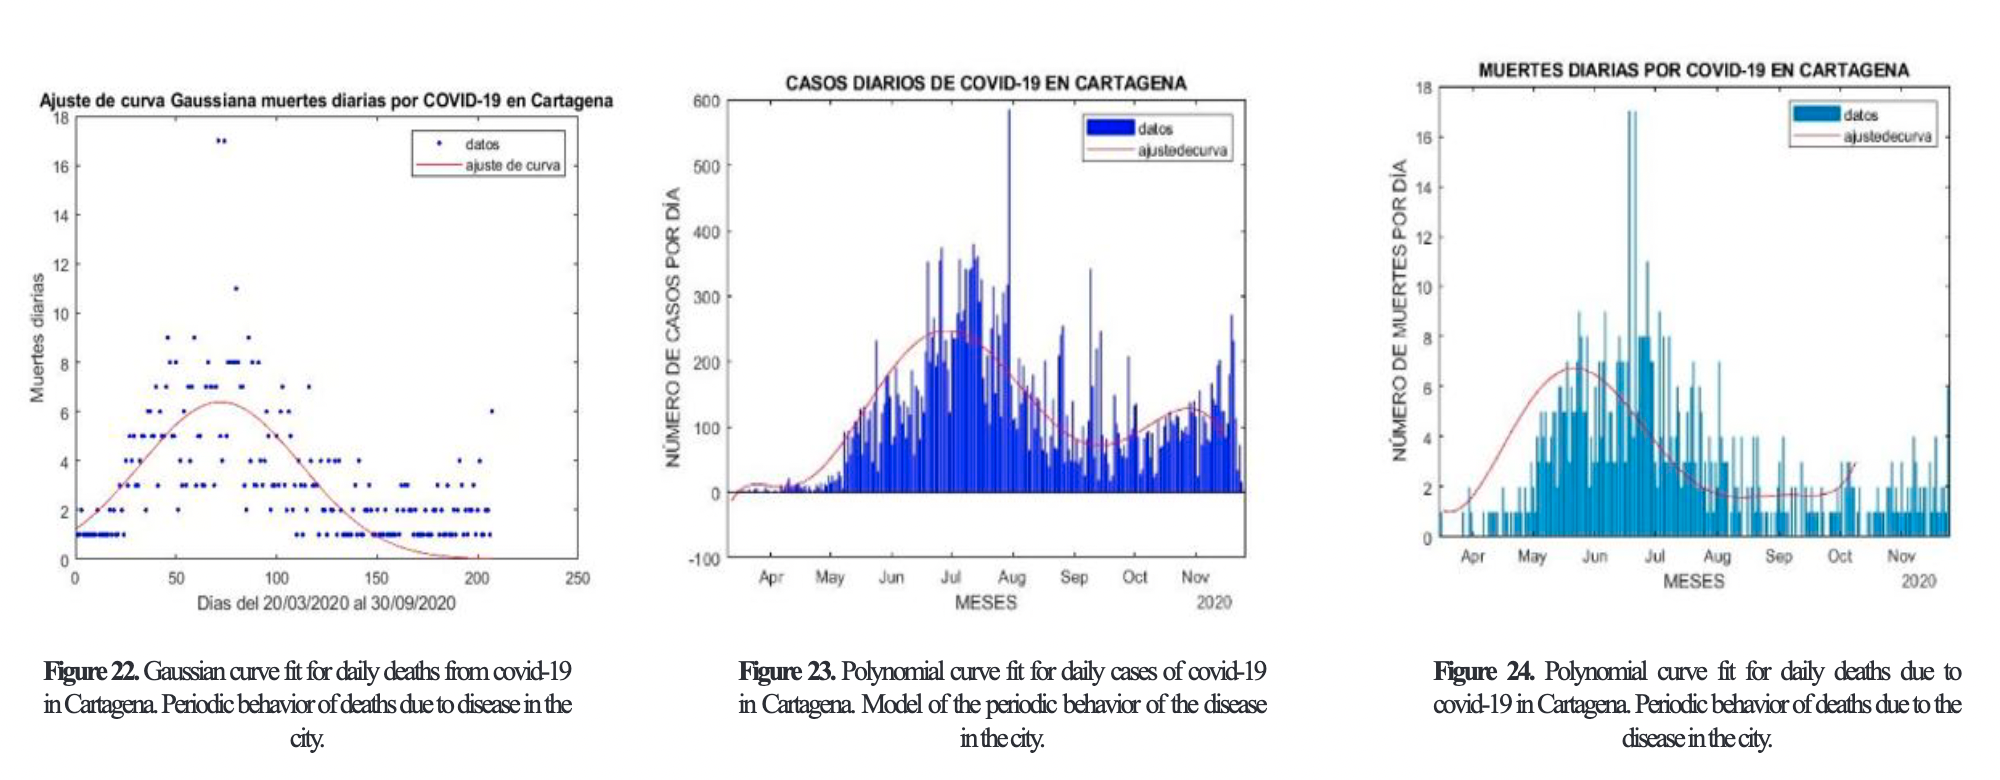 Ajuste de curva Gaussiana muertes diarias por COVID-19 en Cartagena
18
16
14
12
10
8
6
4
2
0
Muertes diarias
datos
ajuste de curva
0 50 100 150 200 250
Dias del 20/03/2020 al 30/09/2020
Figure 22. Gaussian curve fit for daily deaths from covid-19
in Cartagena. Periodic behavior of deaths due to disease in the
city.
CASOS DIARIOS DE COVID-19 EN CARTAGENA
600
500
400
300
200
100
0
-100
NÚMERO DE CASOS POR DÍA
datos
ajustedecurva
Apr May Jun Jul Aug Sep Oct Nov
MESES 2020
Figure 23. Polynomial curve fit for daily cases of covid-19
in Cartagena. Model of the periodic behavior of the disease
in the city.
MUERTES DIARIAS POR COVID-19 EN CARTAGENA
18
16
14
12
10
8
6
4
2
0
NÚMERO DE MUERTES POR DÍA
datos
ajustedecurva
Apr May Jun Jul Aug Sep Oct Nov
MESES 2020
Figure 24. Polynomial curve fit for daily deaths due to
covid-19 in Cartagena. Periodic behavior of deaths due to the
disease in the city.